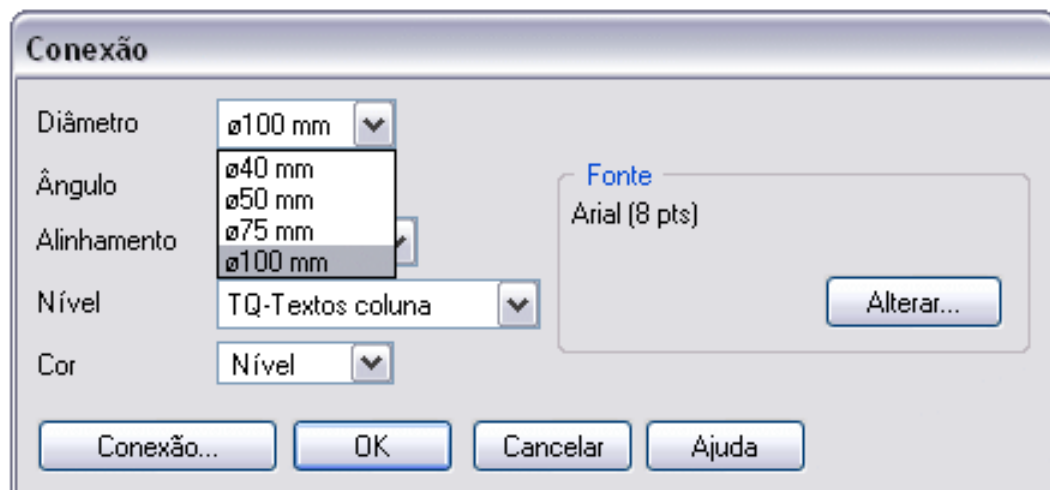 Conexão
Diâmetro
ø100 mm
ø40 mm
ø50 mm
ø75 mm
ø100 mm
Ângulo
Alinhamento
Fonte
Arial (8 pts)
Alterar...
Nível
TQ-Textos coluna
Cor
Nível
Conexão...
OK
Cancelar
Ajuda